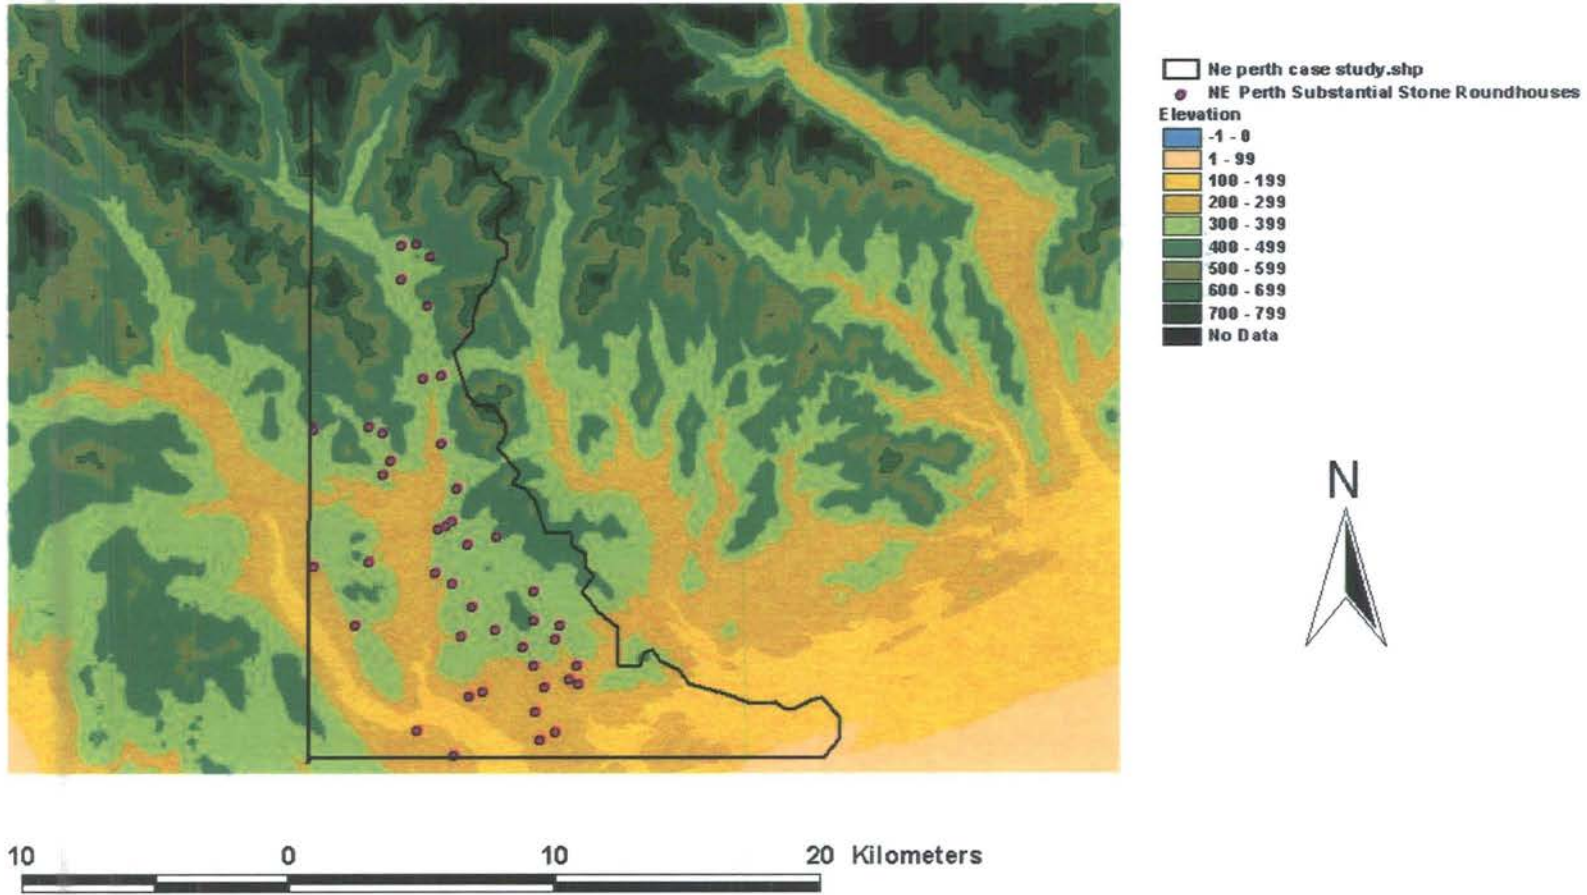 Ne perth case study.shp
NE Perth Substantial Stone Roundhouses
Elevation
-1 - 0
1 - 99
100 - 199
200 - 299
300 - 399
400 - 499
500 - 599
600 - 699
700 - 799
No Data
N
10 0 10 20 Kilometers